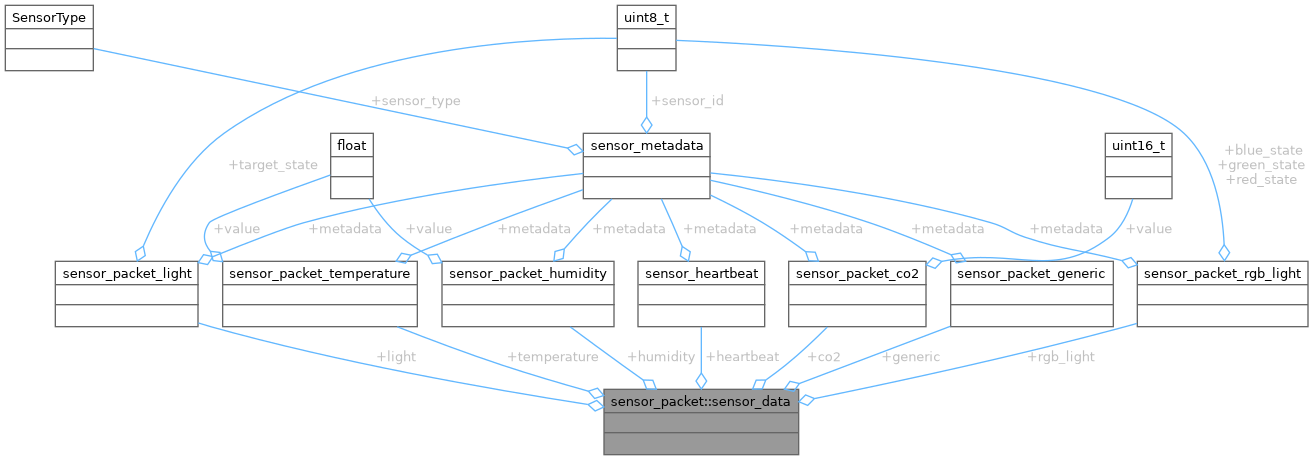 SensorType
uint8_t
+sensor_type
+sensor_id
float
sensor_metadata
uint16_t
+target_state
+blue_state
+green_state
+red_state
+value
+metadata
+value
+metadata
+metadata
+metadata
+metadata
+metadata
+metadata
+value
sensor_packet_light
sensor_packet_temperature
sensor_packet_humidity
sensor_heartbeat
sensor_packet_co2
sensor_packet_generic
sensor_packet_rgb_light
+light
+temperature
+humidity
+heartbeat
+co2
+generic
+rgb_light
sensor_packet::sensor_data